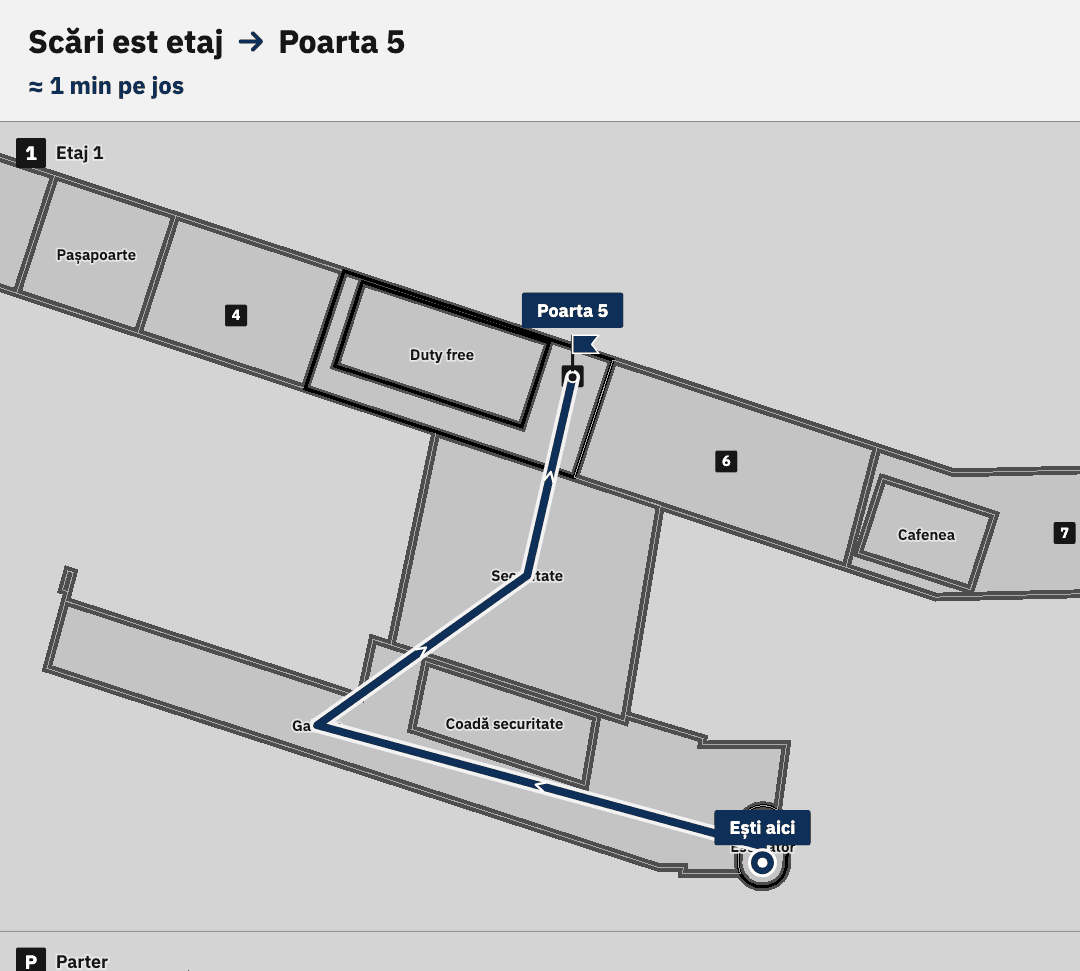 Scări est etaj → Poarta 5
≈ 1 min pe jos
1 Etaj 1
Pașapoarte
4
Poarta 5
Duty free
6
Cafenea
7
Coadă securitate
Ești aici
P Parter